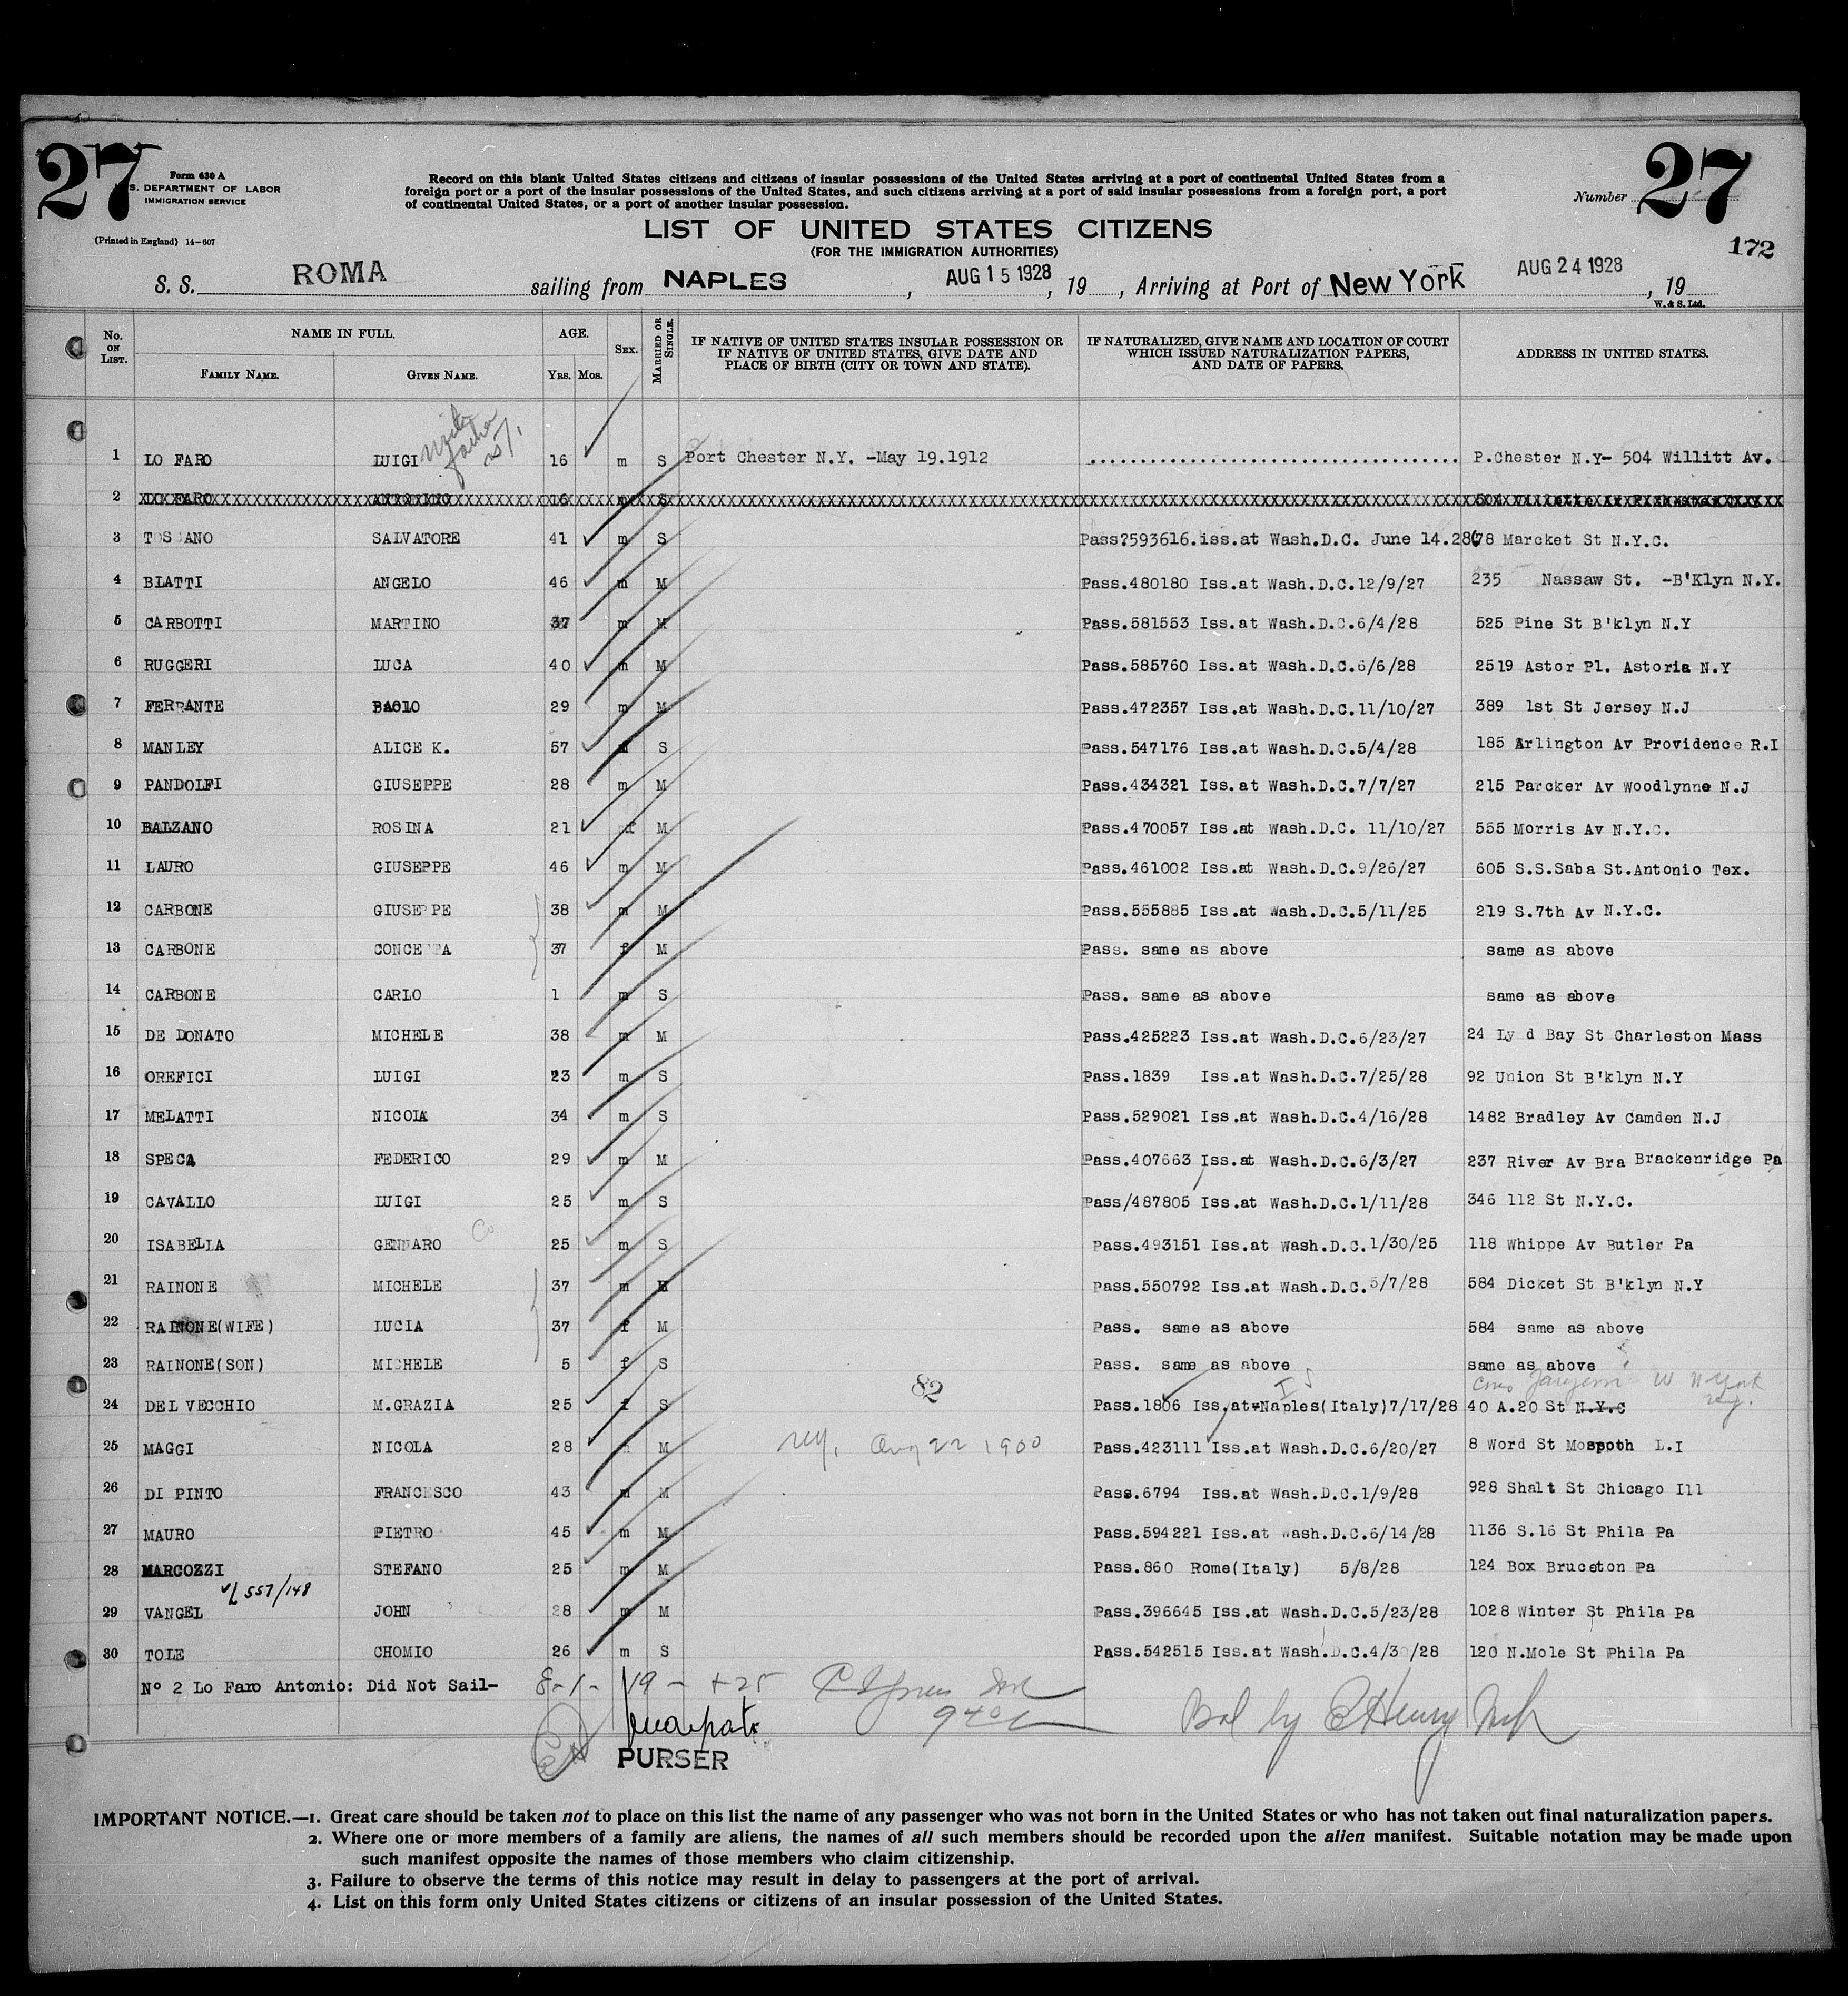 27
Form 630 A
S. DEPARTMENT OF LABOR
IMMIGRATION SERVICE
(Printed in England) 14—607
Record on this blank United States citizens and citizens of insular possessions of the United States arriving at a port of continental United States from a
foreign port or a port of the insular possessions of the United States, and such citizens arriving at a port of said insular possessions from a foreign port, a port
of continental United States, or a port of another insular possession.
Number 27
172
LIST OF UNITED STATES CITIZENS
(FOR THE IMMIGRATION AUTHORITIES)
S. S. ROMA sailing from NAPLES, AUG 15 1928, 19, Arriving at Port of New York AUG 24 1928, 19
W. & S. Ltd.
No. ON LIST. NAME IN FULL. FAMILY NAME. GIVEN NAME. AGE. YRS. MOS. SEX. MARRIED OR SINGLE. IF NATIVE OF UNITED STATES INSULAR POSSESSION OR IF NATIVE OF UNITED STATES, GIVE DATE AND PLACE OF BIRTH (CITY OR TOWN AND STATE). IF NATURALIZED, GIVE NAME AND LOCATION OF COURT WHICH ISSUED NATURALIZATION PAPERS, AND DATE OF PAPERS. ADDRESS IN UNITED STATES.
1 LO FARO LUIGI 16 m S Port Chester N.Y. -May 19.1912 P.Chester N.Y- 504 Willitt Av.
2 LO FARO 16 m S
3 TOSCANO SALVATORE 41 m S Pass?593616.iss.at Wash.D.C. June 14.28 78 Marcket St N.Y.C.
4 BLATTI ANGELO 46 m M Pass.480180 Iss.at Wash.D.C.12/9/27 235 Nassaw St. -B'Klyn N.Y.
5 CARBOTTI MARTINO 37 m M Pass.581553 Iss.at Wash.D.C.6/4/28 525 Pine St B'klyn N.Y
6 RUGGERI LUCA 40 m M Pass.585760 Iss.at Wash.D.C.6/6/28 2519 Astor Pl. Astoria N.Y
7 FERRANTE PAOLO 29 m M Pass.472357 Iss.at Wash.D.C.11/10/27 389 1st St Jersey N.J
8 MANLEY ALICE K. 57 S Pass.547176 Iss.at Wash.D.C.5/4/28 185 Arlington Av Providence R.I
9 PANDOLFI GIUSEPPE 28 m M Pass.434321 Iss.at Wash.D.C.7/7/27 215 Parcker Av Woodlynne N.J
10 BALZANO ROSINA 21 f M Pass.470057 Iss.at Wash.D.C. 11/10/27 555 Morris Av N.Y.C.
11 LAURO GIUSEPPE 46 m M Pass.461002 Iss.at Wash.D.C.9/26/27 605 S.S.Saba St.Antonio Tex.
12 CARBONE GIUSEPPE 38 m M Pass.555885 Iss.at Wash.D.C.5/11/25 219 S.7th Av N.Y.C.
13 CARBONE CONCETTA 37 f M Pass. same as above same as above
14 CARBONE CARLO 1 m S Pass. same as above same as above
15 DE DONATO MICHELE 38 m M Pass.425223 Iss.at Wash.D.C.6/23/27 24 Ly d Bay St Charleston Mass
16 OREFICI LUIGI 23 m S Pass.1839 Iss.at Wash.D.C.7/25/28 92 Union St B'klyn N.Y
17 MELATTI NICOLA 34 m S Pass.529021 Iss.at Wash.D.C.4/16/28 1482 Bradley Av Camden N.J
18 SPECA FEDERICO 29 m M Pass.407663 Iss.at Wash.D.C.6/3/27 237 River Av Bra Brackenridge Pa
19 CAVALLO LUIGI 25 m S Pass/487805 Iss.at Wash.D.C.1/11/28 346 112 St N.Y.C.
20 ISABELLA GENNARO Co 25 m S Pass.493151 Iss.at Wash.D.C.1/30/25 118 Whippe Av Butler Pa
21 RAINONE MICHELE 37 m M Pass.550792 Iss.at Wash.D.C.5/7/28 584 Dicket St B'klyn N.Y
22 RAINONE(WIFE) LUCIA 37 f M Pass. same as above 584 same as above
23 RAINONE(SON) MICHELE 5 f S Pass. same as above same as above
82
24 DEL VECCHIO M.GRAZIA 25 f S Pass.1806 Iss.at Naples(Italy)7/17/28 40 A.20 St N.Y.C
25 MAGGI NICOLA 28 M Aug 22 1900 Pass.423111 Iss.at Wash.D.C.6/20/27 8 Word St Mospoth L.I
26 DI PINTO FRANCESCO 43 m M Pass.6794 Iss.at Wash.D.C.1/9/28 928 Shalt St Chicago Ill
27 MAURO PIETRO 45 m M Pass.594221 Iss.at Wash.D.C.6/14/28 1136 S.16 St Phila Pa
28 MARCOZZI STEFANO 25 m M Pass.860 Rome(Italy) 5/8/28 124 Box Bruceton Pa
VL 557/148
29 VANGEL JOHN 28 m M Pass.396645 Iss.at Wash.D.C.5/23/28 1028 Winter St Phila Pa
30 TOLE CHOMIO 26 m S Pass.542515 Iss.at Wash.D.C.4/30/28 120 N.Mole St Phila Pa
Nº 2 Lo Faro Antonio: Did Not Sail-
PURSER
IMPORTANT NOTICE.—1. Great care should be taken not to place on this list the name of any passenger who was not born in the United States or who has not taken out final naturalization papers.
2. Where one or more members of a family are aliens, the names of all such members should be recorded upon the alien manifest. Suitable notation may be made upon
such manifest opposite the names of those members who claim citizenship.
3. Failure to observe the terms of this notice may result in delay to passengers at the port of arrival.
4. List on this form only United States citizens or citizens of an insular possession of the United States.